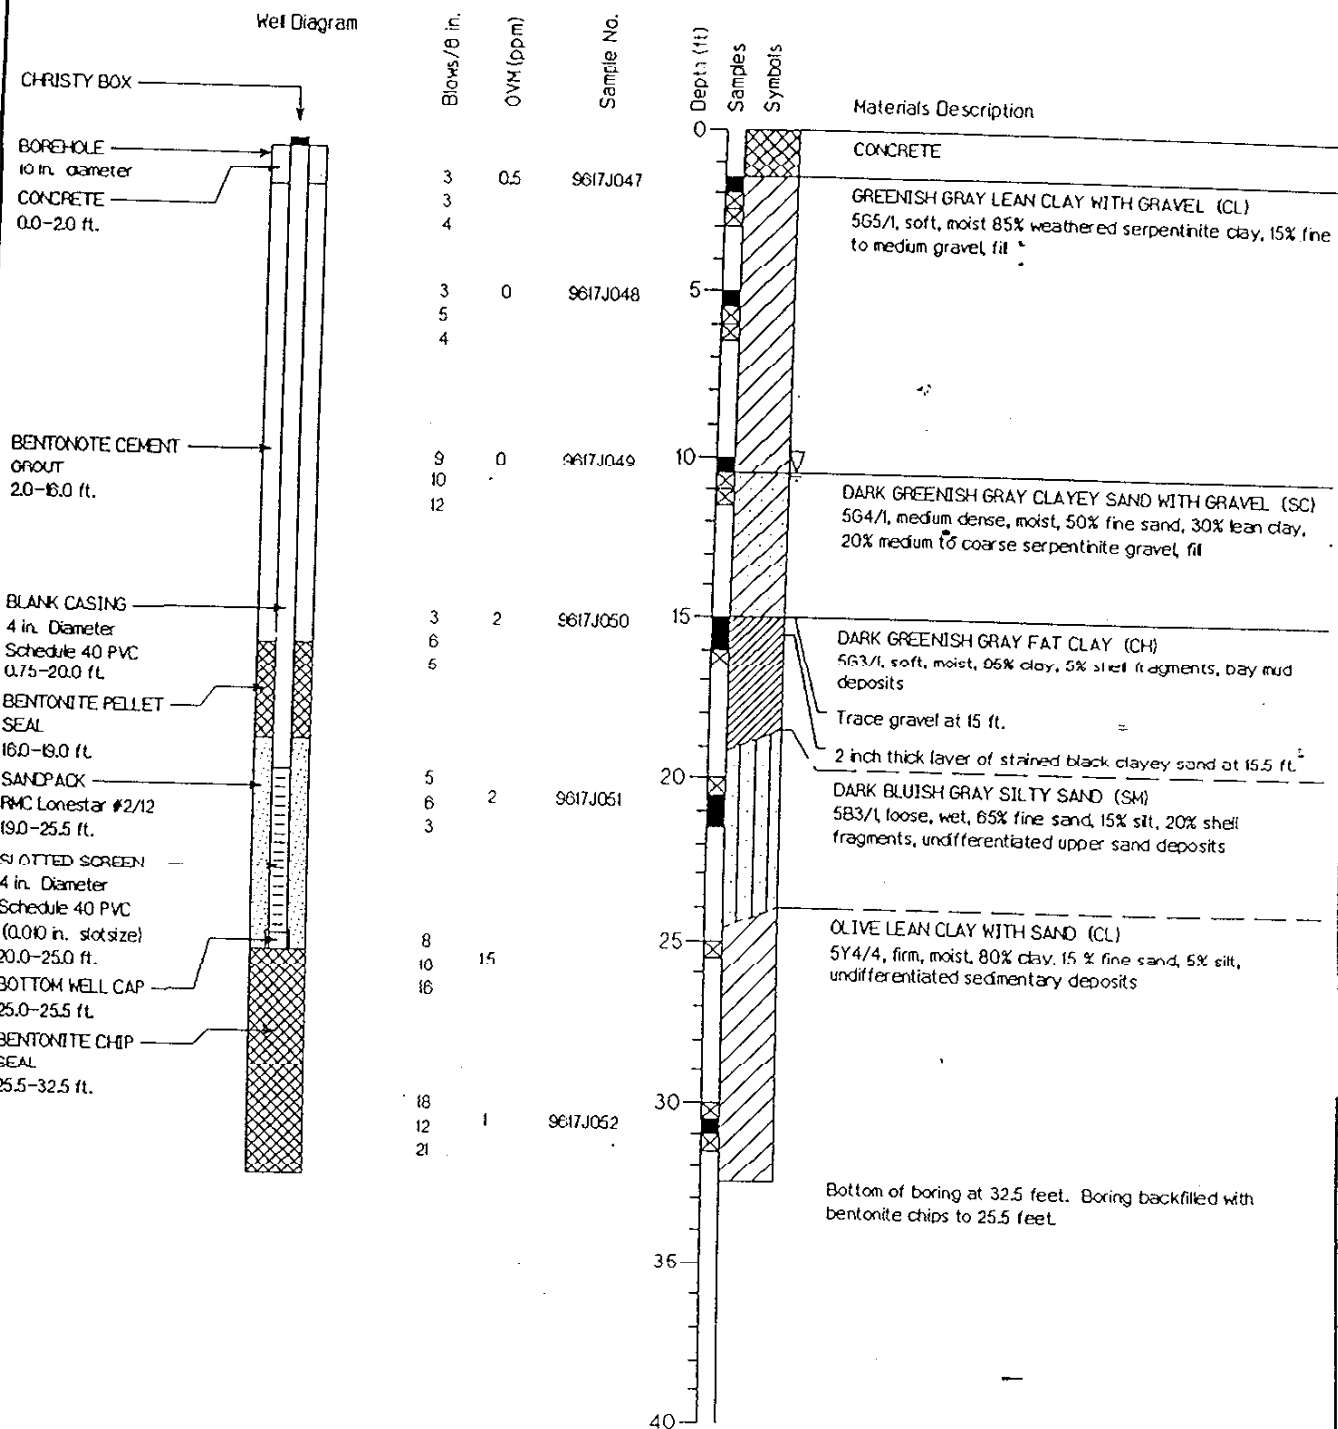 Well Diagram
Blows/6 in.
OVM (ppm)
Sample No.
Depth (ft)
Samples
Symbols
Materials Description
CHRISTY BOX
BOREHOLE
10 in. diameter
CONCRETE
0.0-2.0 ft.
BENTONOTE CEMENT
GROUT
2.0-16.0 ft.
BLANK CASING
4 in. Diameter
Schedule 40 PVC
0.75-20.0 ft.
BENTONITE PELLET
SEAL
16.0-19.0 ft.
SANDPACK
RMC Lonestar #2/12
19.0-25.5 ft.
SLOTTED SCREEN
4 in. Diameter
Schedule 40 PVC
(0.010 in. slotsize)
20.0-25.0 ft.
BOTTOM WELL CAP
25.0-25.5 ft.
BENTONITE CHIP
SEAL
25.5-32.5 ft.
3 0.5 9617J047
3
4
3 0 9617J048
5
4
9 0 9617J049
10
12
3 2 9617J050
6
5
5
6 2 9617J051
3
8
10 15
16
18
12 1 9617J052
21
0
5
10
15
20
25
30
35
40
CONCRETE
GREENISH GRAY LEAN CLAY WITH GRAVEL (CL)
5G5/1, soft, moist 85% weathered serpentinite clay, 15% fine
to medium gravel, fill
DARK GREENISH GRAY CLAYEY SAND WITH GRAVEL (SC)
5G4/1, medium dense, moist, 50% fine sand, 30% lean clay,
20% medium to coarse serpentinite gravel, fill
DARK GREENISH GRAY FAT CLAY (CH)
5G3/1, soft, moist, 95% clay, 5% shell fragments, bay mud
deposits
Trace gravel at 15 ft.
2 inch thick layer of stained black clayey sand at 15.5 ft.
DARK BLUISH GRAY SILTY SAND (SM)
5B3/1, loose, wet, 65% fine sand, 15% silt, 20% shell
fragments, undifferentiated upper sand deposits
OLIVE LEAN CLAY WITH SAND (CL)
5Y4/4, firm, moist, 80% clay, 15 % fine sand, 5% silt,
undifferentiated sedimentary deposits
Bottom of boring at 32.5 feet. Boring backfilled with
bentonite chips to 25.5 feet.